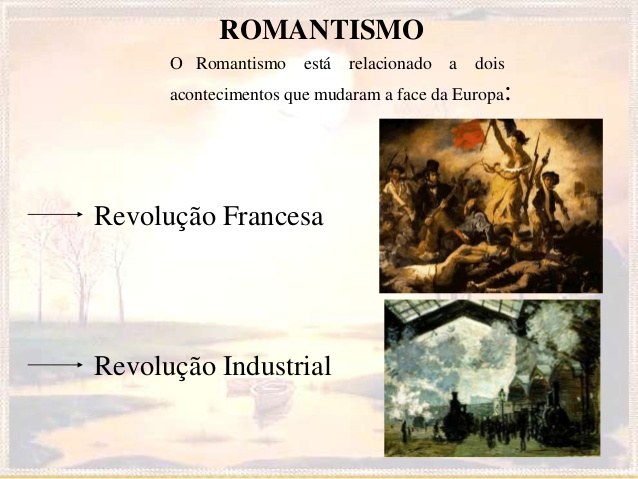 ROMANTISMO
O Romantismo está relacionado a dois
acontecimentos que mudaram a face da Europa:
Revolução Francesa
Revolução Industrial